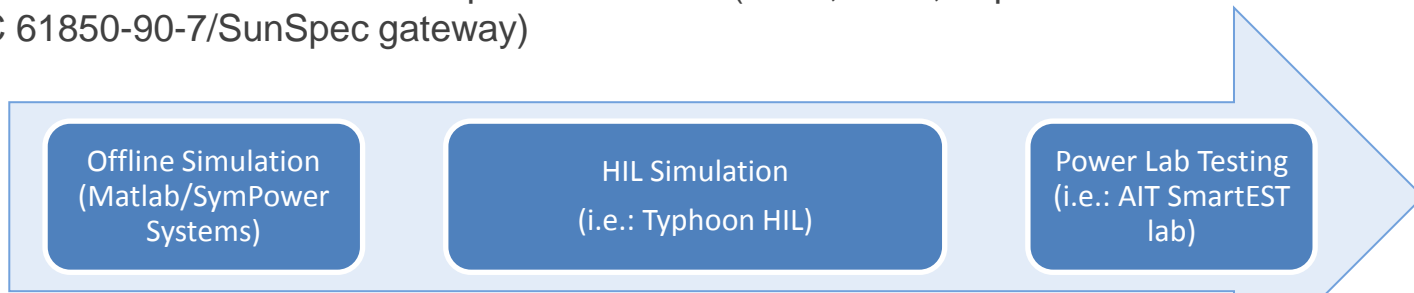 61850-90-7/SunSpec gateway)
Offline Simulation
(Matlab/SymPower
Systems)
HIL Simulation
(i.e.: Typhoon HIL)
Power Lab Testing
(i.e.: AIT SmartEST
lab)